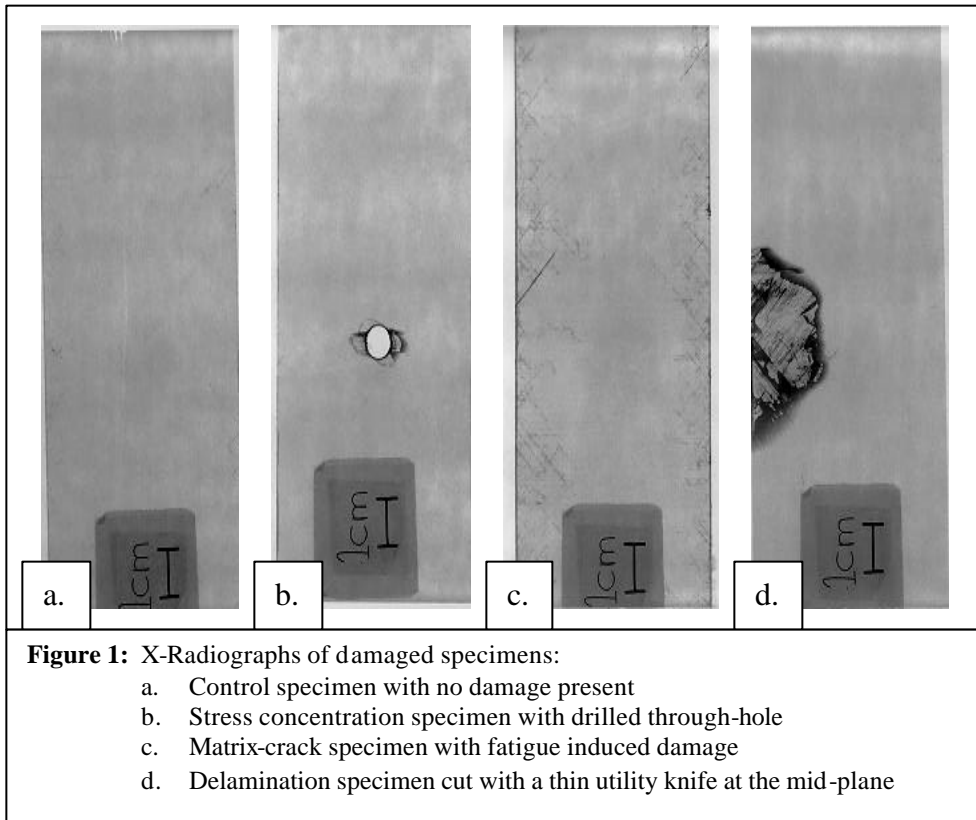 1cm
1cm
1cm
1cm
a.
b.
c.
d.
Figure 1: X-Radiographs of damaged specimens:
a. Control specimen with no damage present
b. Stress concentration specimen with drilled through-hole
c. Matrix-crack specimen with fatigue induced damage
d. Delamination specimen cut with a thin utility knife at the mid-plane